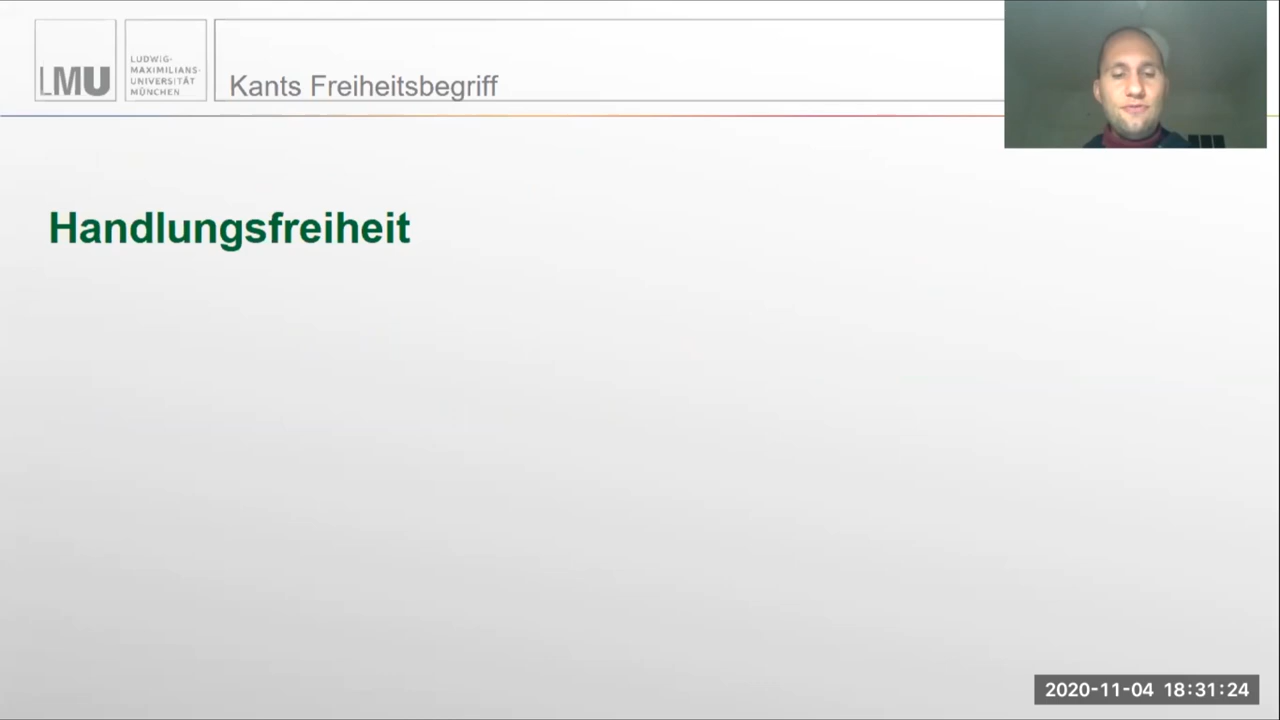 LMU
LUDWIG-
MAXIMILIANS-
UNIVERSITÄT
MÜNCHEN
Kants Freiheitsbegriff
Handlungsfreiheit
2020-11-04 18:31:24